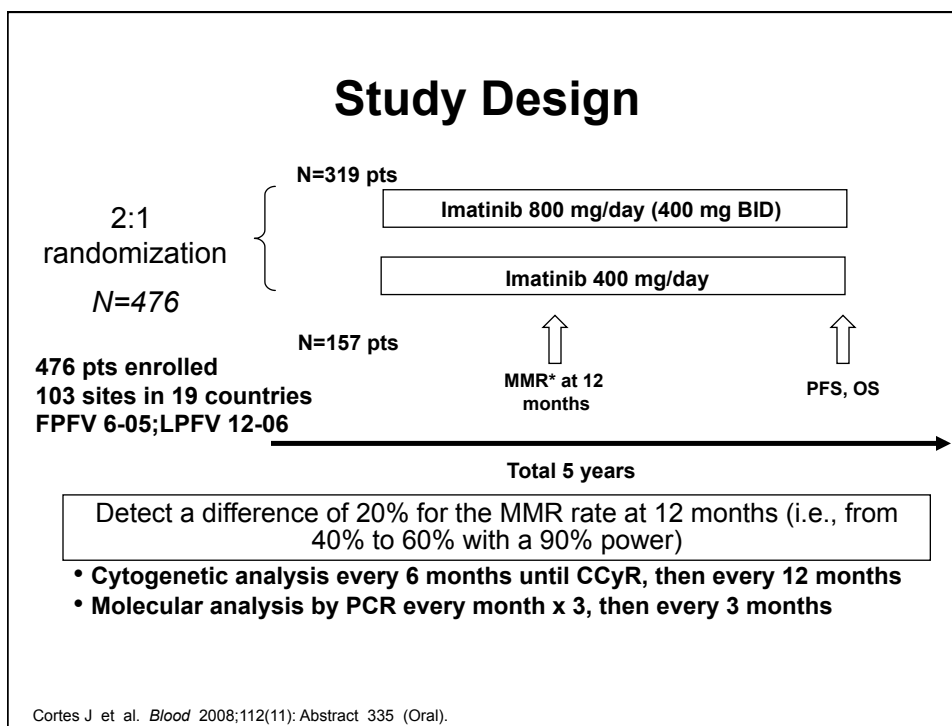 Study Design
N=319 pts
Imatinib 800 mg/day (400 mg BID)
2:1
randomization
N=476
Imatinib 400 mg/day
N=157 pts
476 pts enrolled
103 sites in 19 countries
FPFV 6-05;LPFV 12-06
MMR* at 12
months
PFS, OS
Total 5 years
Detect a difference of 20% for the MMR rate at 12 months (i.e., from
40% to 60% with a 90% power)
• Cytogenetic analysis every 6 months until CCyR, then every 12 months
• Molecular analysis by PCR every month x 3, then every 3 months
Cortes J et al. Blood 2008;112(11): Abstract 335 (Oral).